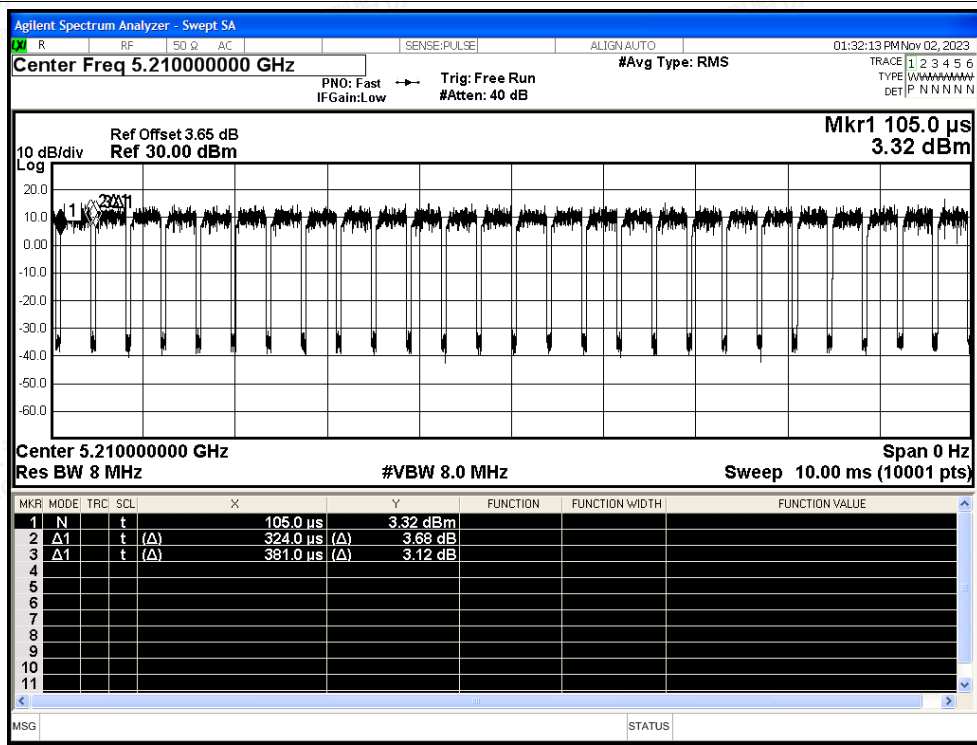 Agilent Spectrum Analyzer - Swept SA
LXI R RF 50 Ω AC SENSE:PULSE ALIGN AUTO 01:32:13 PM Nov 02, 2023
Center Freq 5.210000000 GHz #Avg Type: RMS TRACE 1 2 3 4 5 6
PNO: Fast Trig: Free Run TYPE
IFGain:Low #Atten: 40 dB DET P N N N N N
Mkr1 105.0 µs
Ref Offset 3.65 dB
10 dB/div Ref 30.00 dBm 3.32 dBm
Log
20.0
10.0
0.00
-10.0
-20.0
-30.0
-40.0
-50.0
-60.0
1
Center 5.210000000 GHz Span 0 Hz
Res BW 8 MHz #VBW 8.0 MHz Sweep 10.00 ms (10001 pts)
MKR MODE TRC SCL X Y FUNCTION FUNCTION WIDTH FUNCTION VALUE
1 N t 105.0 µs 3.32 dBm
2 Δ1 t (Δ) 324.0 µs (Δ) 3.68 dB
3 Δ1 t (Δ) 381.0 µs (Δ) 3.12 dB
4
5
6
7
8
9
10
11
MSG STATUS